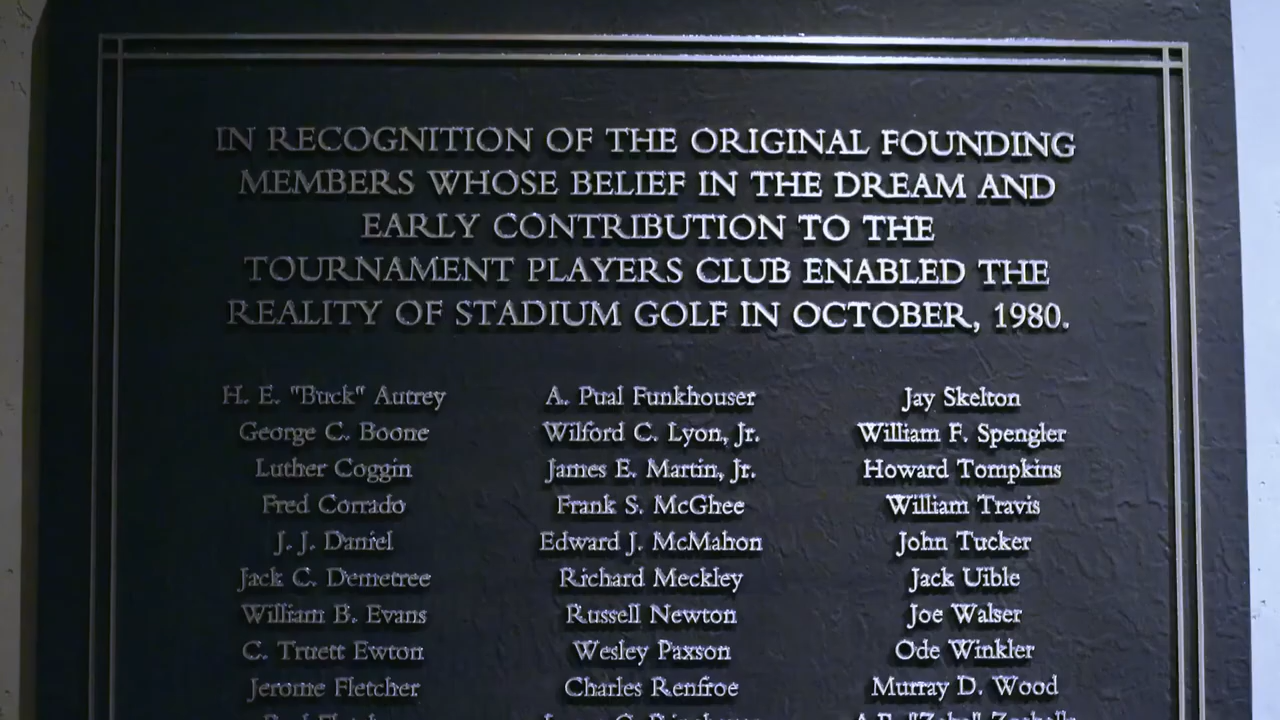 IN RECOGNITION OF THE ORIGINAL FOUNDING
MEMBERS WHOSE BELIEF IN THE DREAM AND
EARLY CONTRIBUTION TO THE
TOURNAMENT PLAYERS CLUB ENABLED THE
REALITY OF STADIUM GOLF IN OCTOBER, 1980.
H. E. "Buck" Autrey A. Pual Funkhouser Jay Skelton
George C. Boone Wilford C. Lyon, Jr. William F. Spengler
Luther Coggin James E. Martin, Jr. Howard Tompkins
Fred Corrado Frank S. McGhee William Travis
J. J. Daniel Edward J. McMahon John Tucker
Jack C. Demetree Richard Meckley Jack Uible
William B. Evans Russell Newton Joe Walser
C. Truett Ewton Wesley Paxson Ode Winkler
Jerome Fletcher Charles Renfroe Murray D. Wood